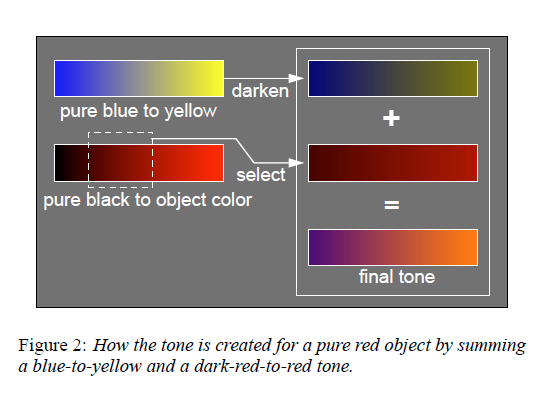 darken
pure blue to yellow
+
select
pure black to object color
=
final tone
Figure 2: How the tone is created for a pure red object by summing
a blue-to-yellow and a dark-red-to-red tone.